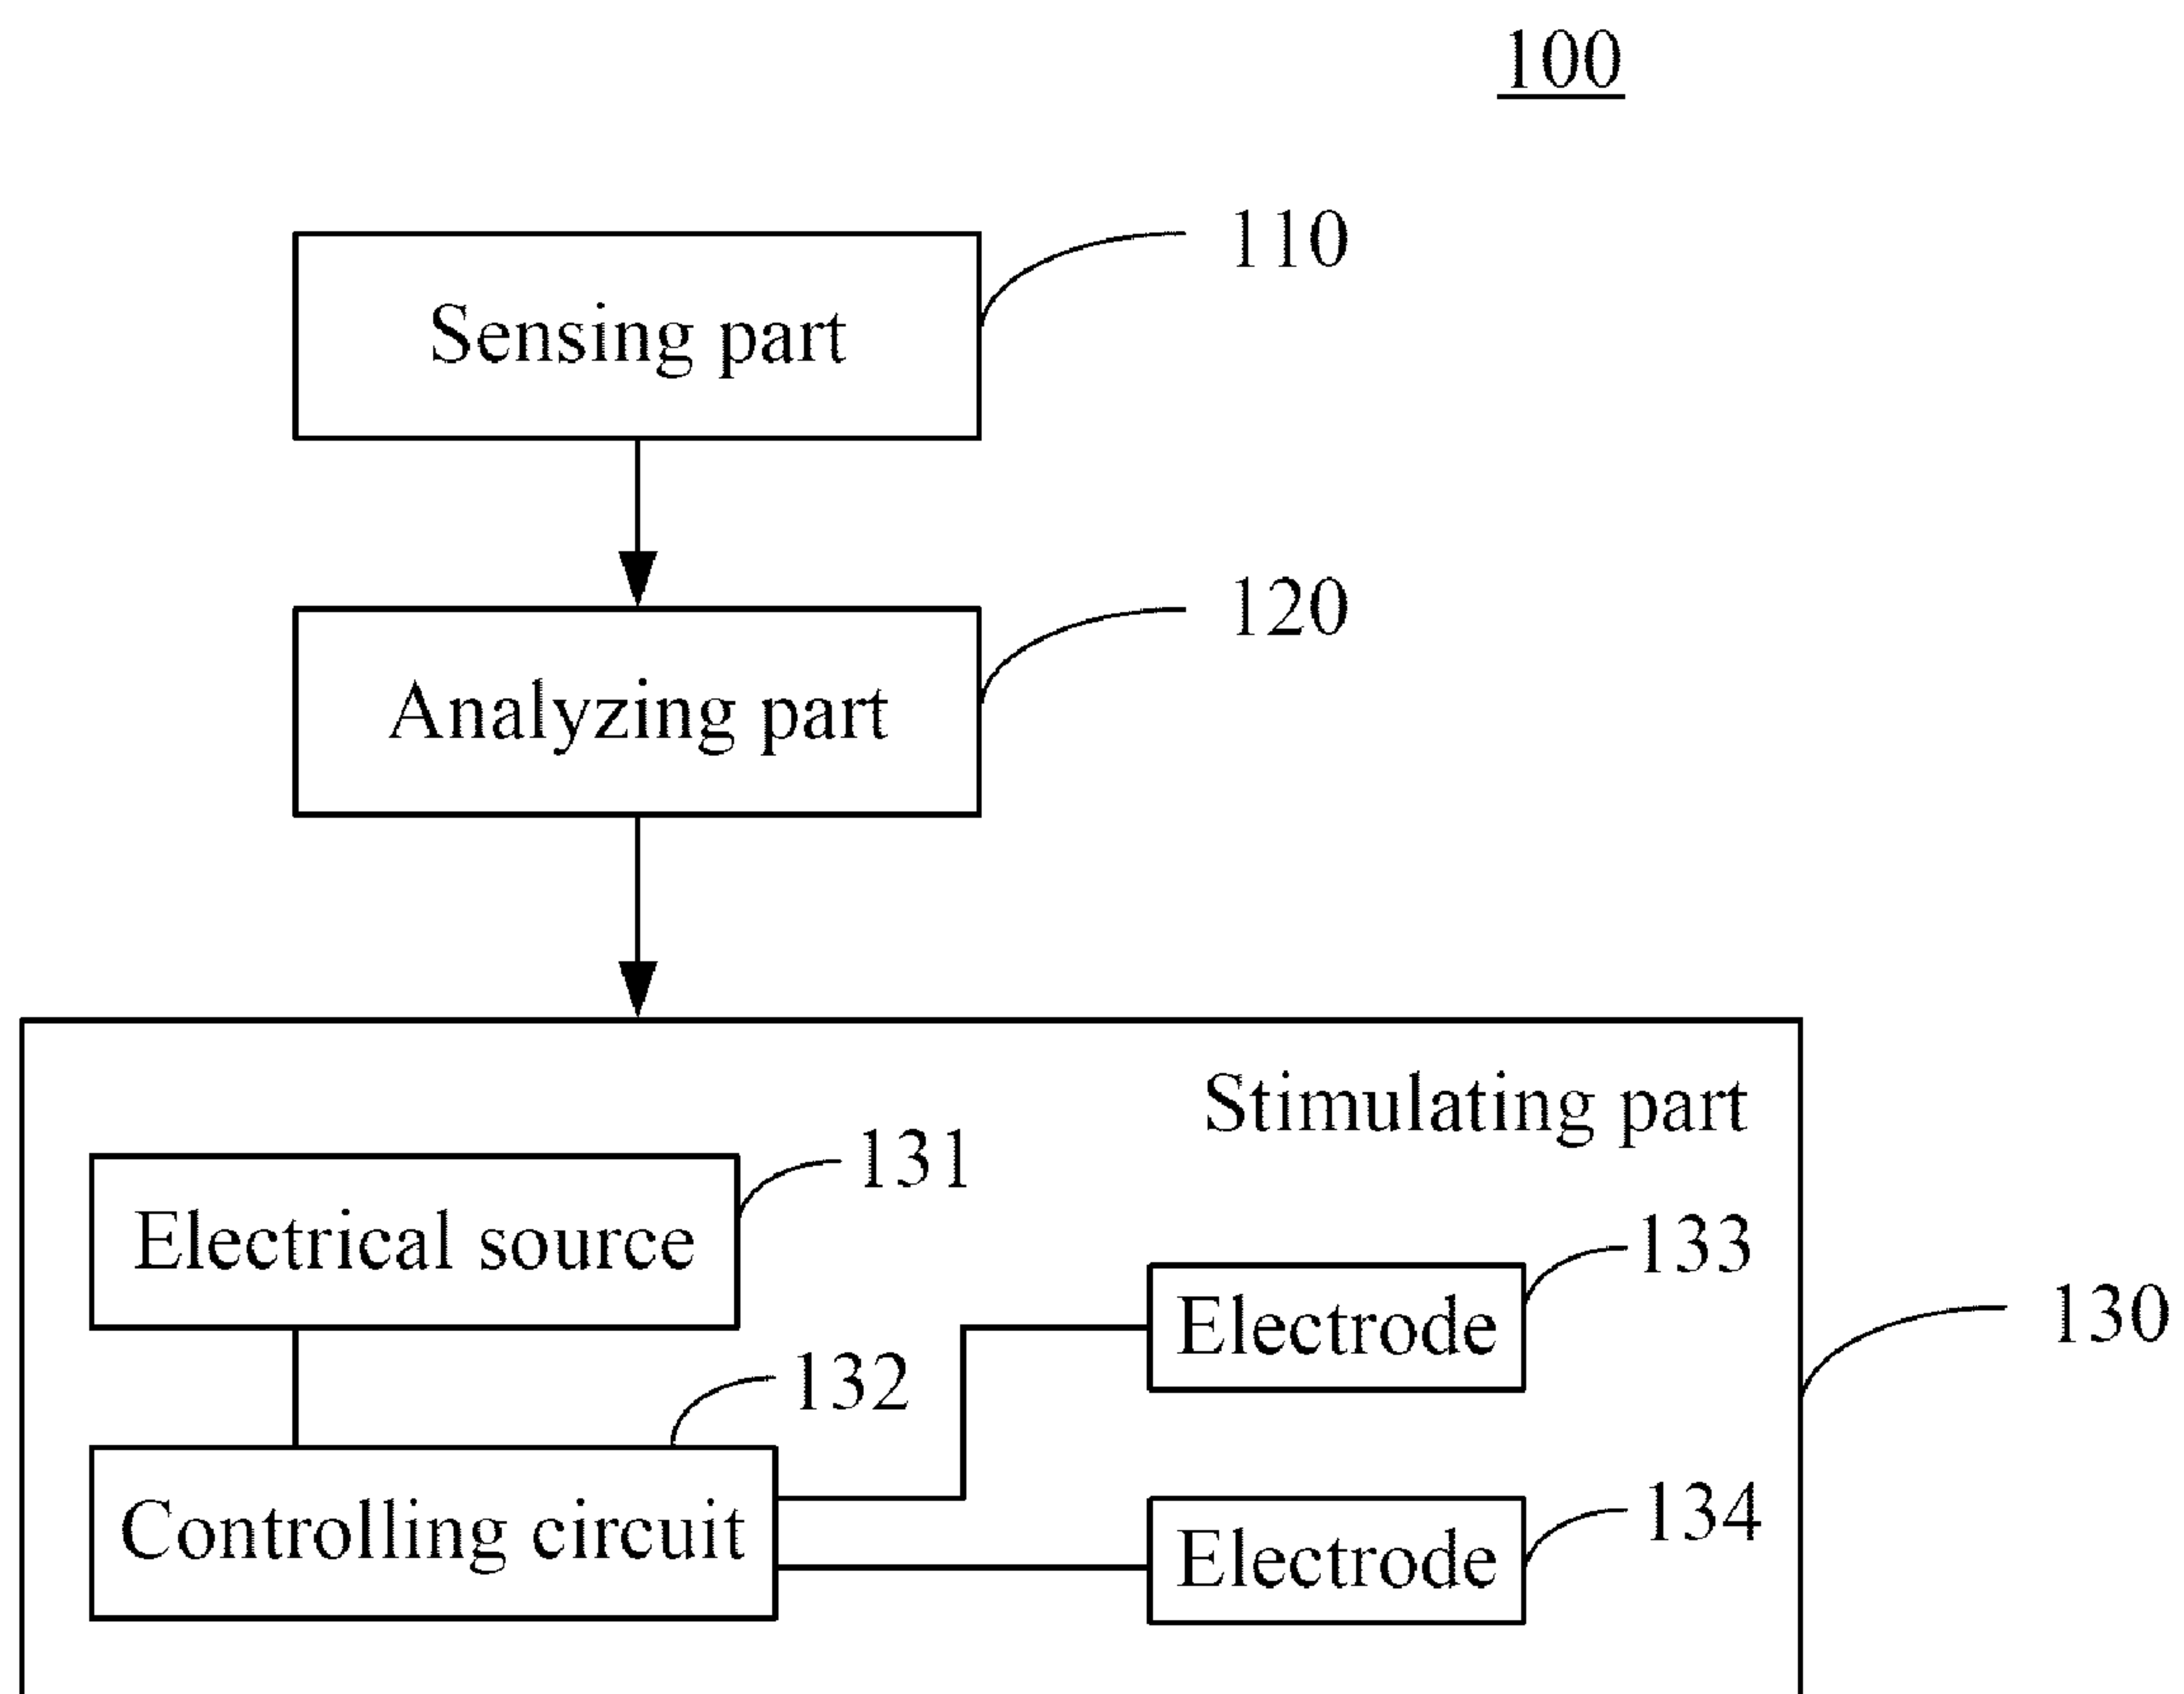 100
110
Sensing part
120
Analyzing part
Stimulating part
131
Electrical source
133
Electrode
130
132
Controlling circuit
134
Electrode